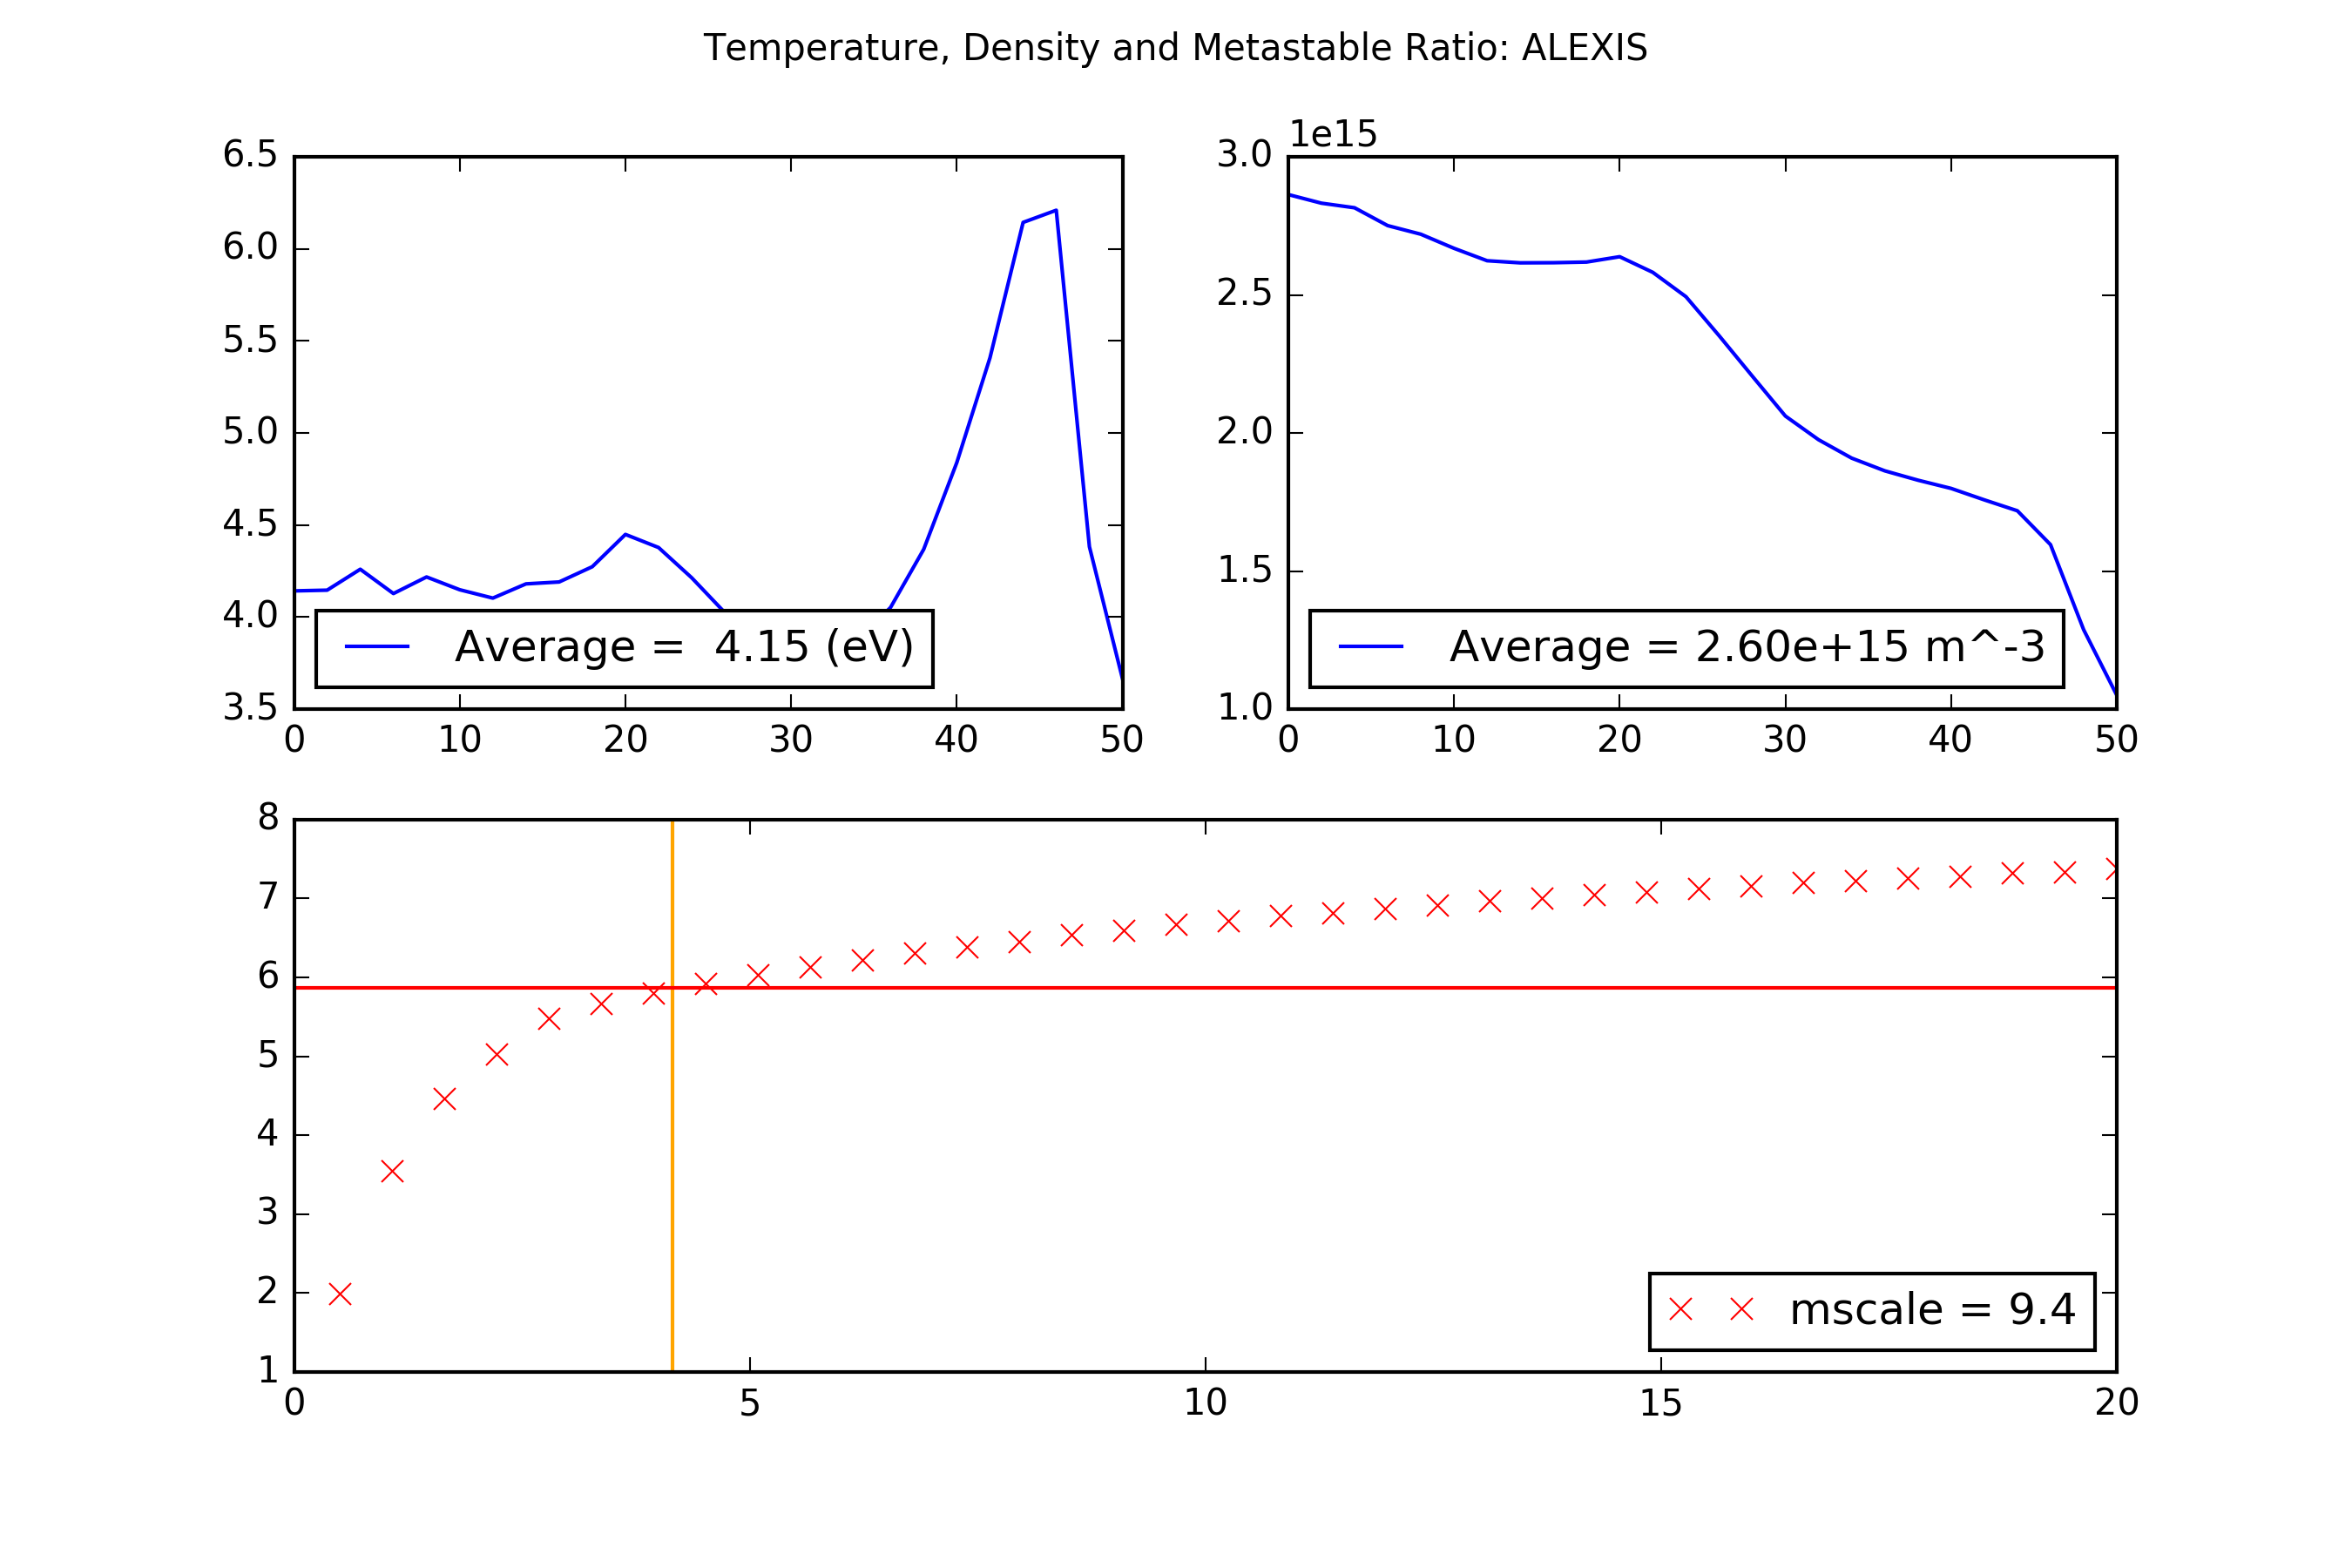 Temperature, Density and Metastable Ratio: ALEXIS
6.5
6.0
5.5
5.0
4.5
4.0
3.5
0 10 20 30 40 50
Average =  4.15 (eV)
1e15
3.0
2.5
2.0
1.5
1.0
0 10 20 30 40 50
Average = 2.60e+15 m^-3
8
7
6
5
4
3
2
1
0 5 10 15 20
mscale = 9.4